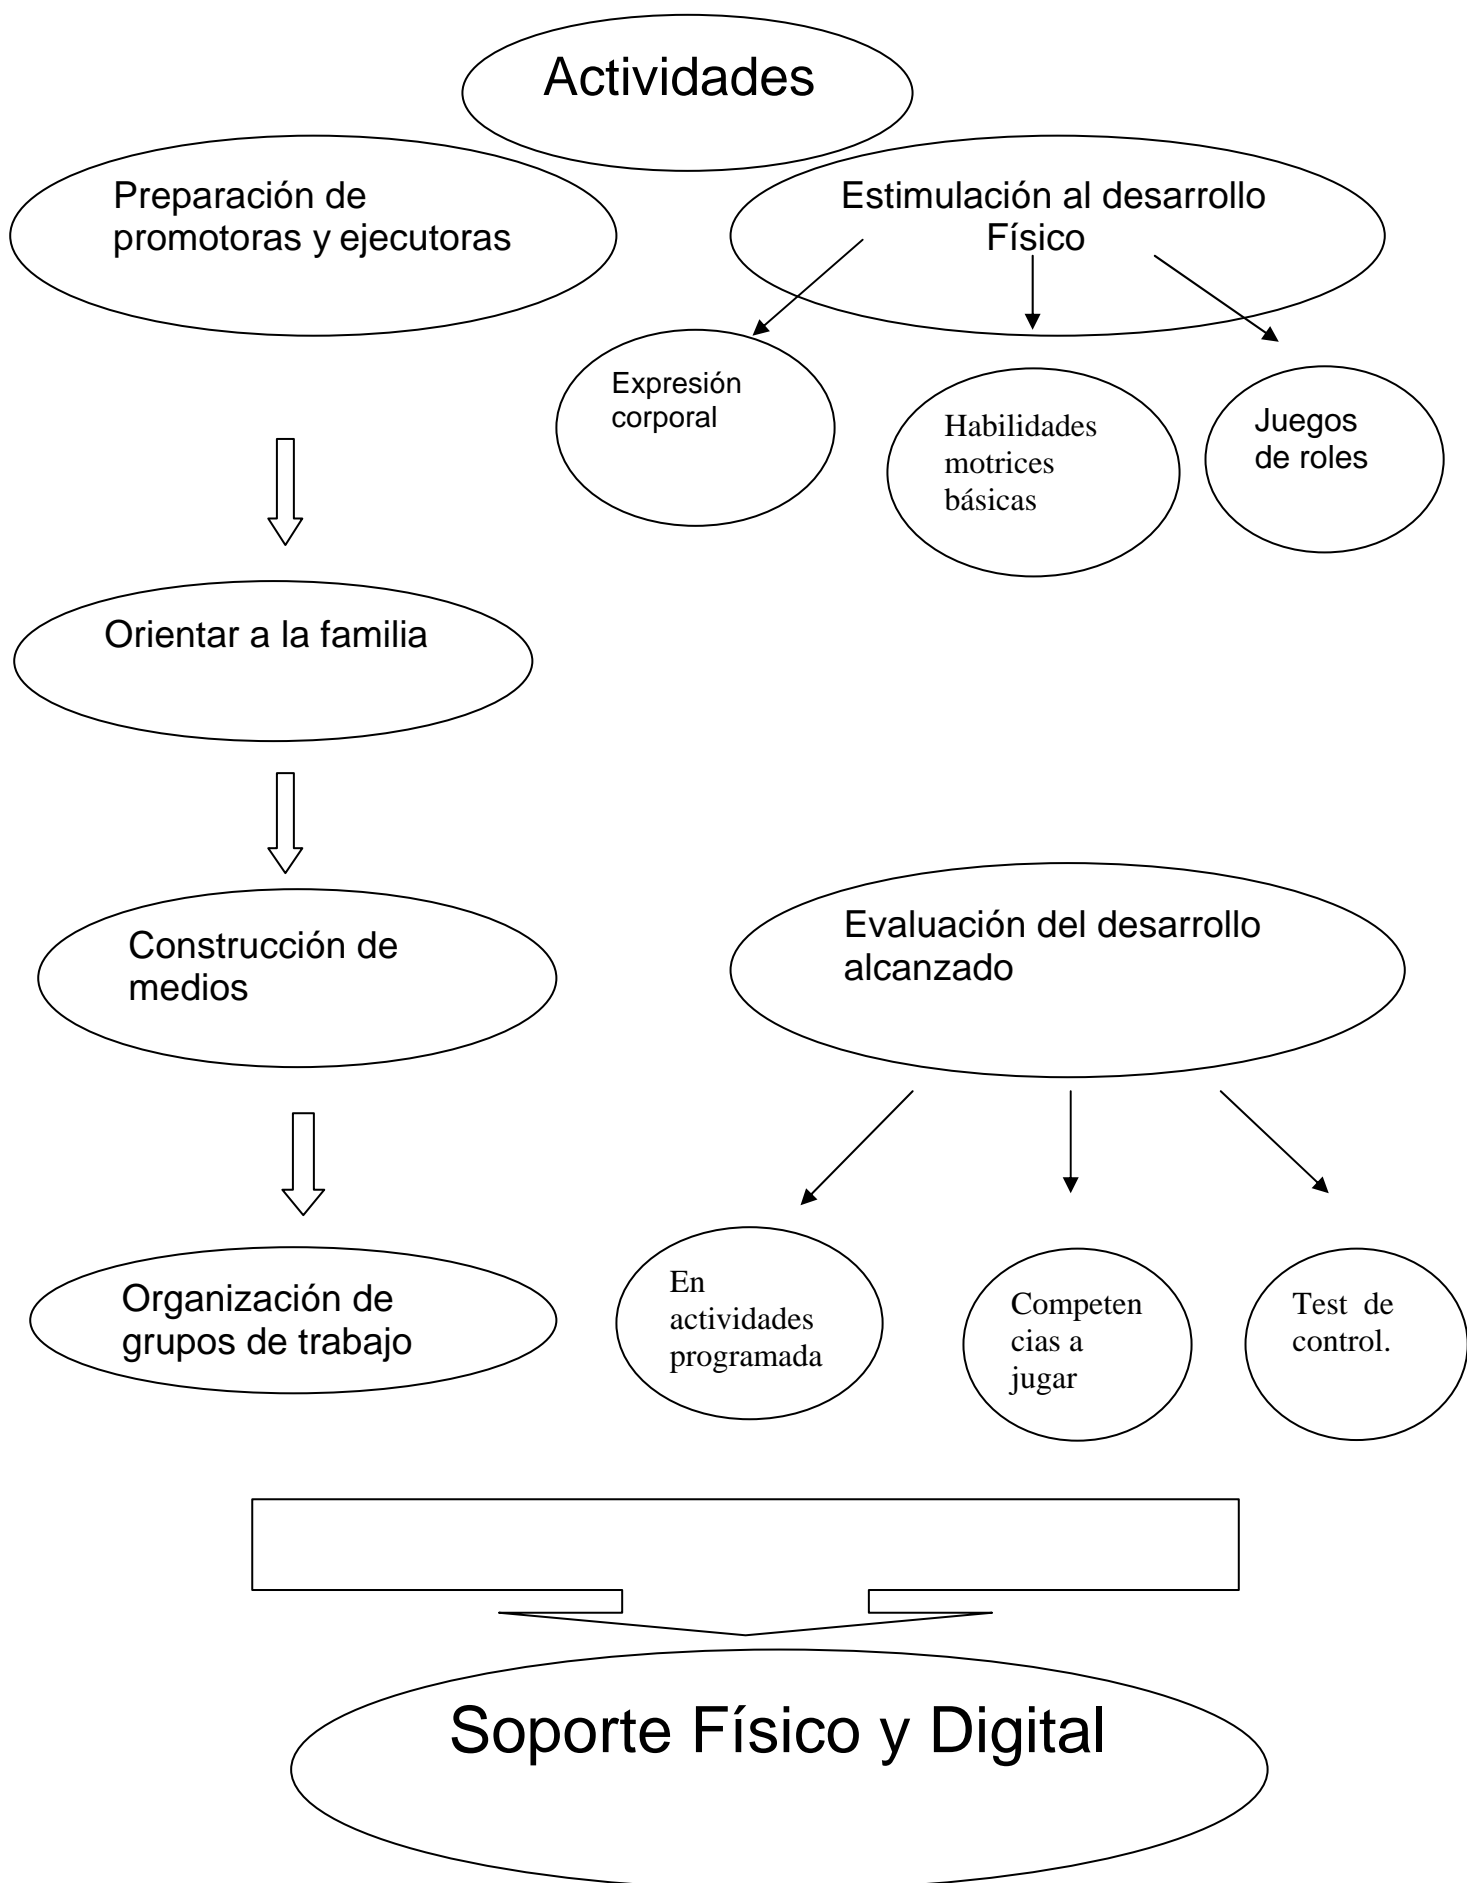 Actividades
Preparación de
promotoras y ejecutoras
Estimulación al desarrollo
Físico
Expresión
corporal
Habilidades
motrices
básicas
Juegos
de roles
Orientar a la familia
Construcción de
medios
Evaluación del desarrollo
alcanzado
Organización de
grupos de trabajo
En
actividades
programada
Competen
cias a
jugar
Test de
control.
Soporte Físico y Digital